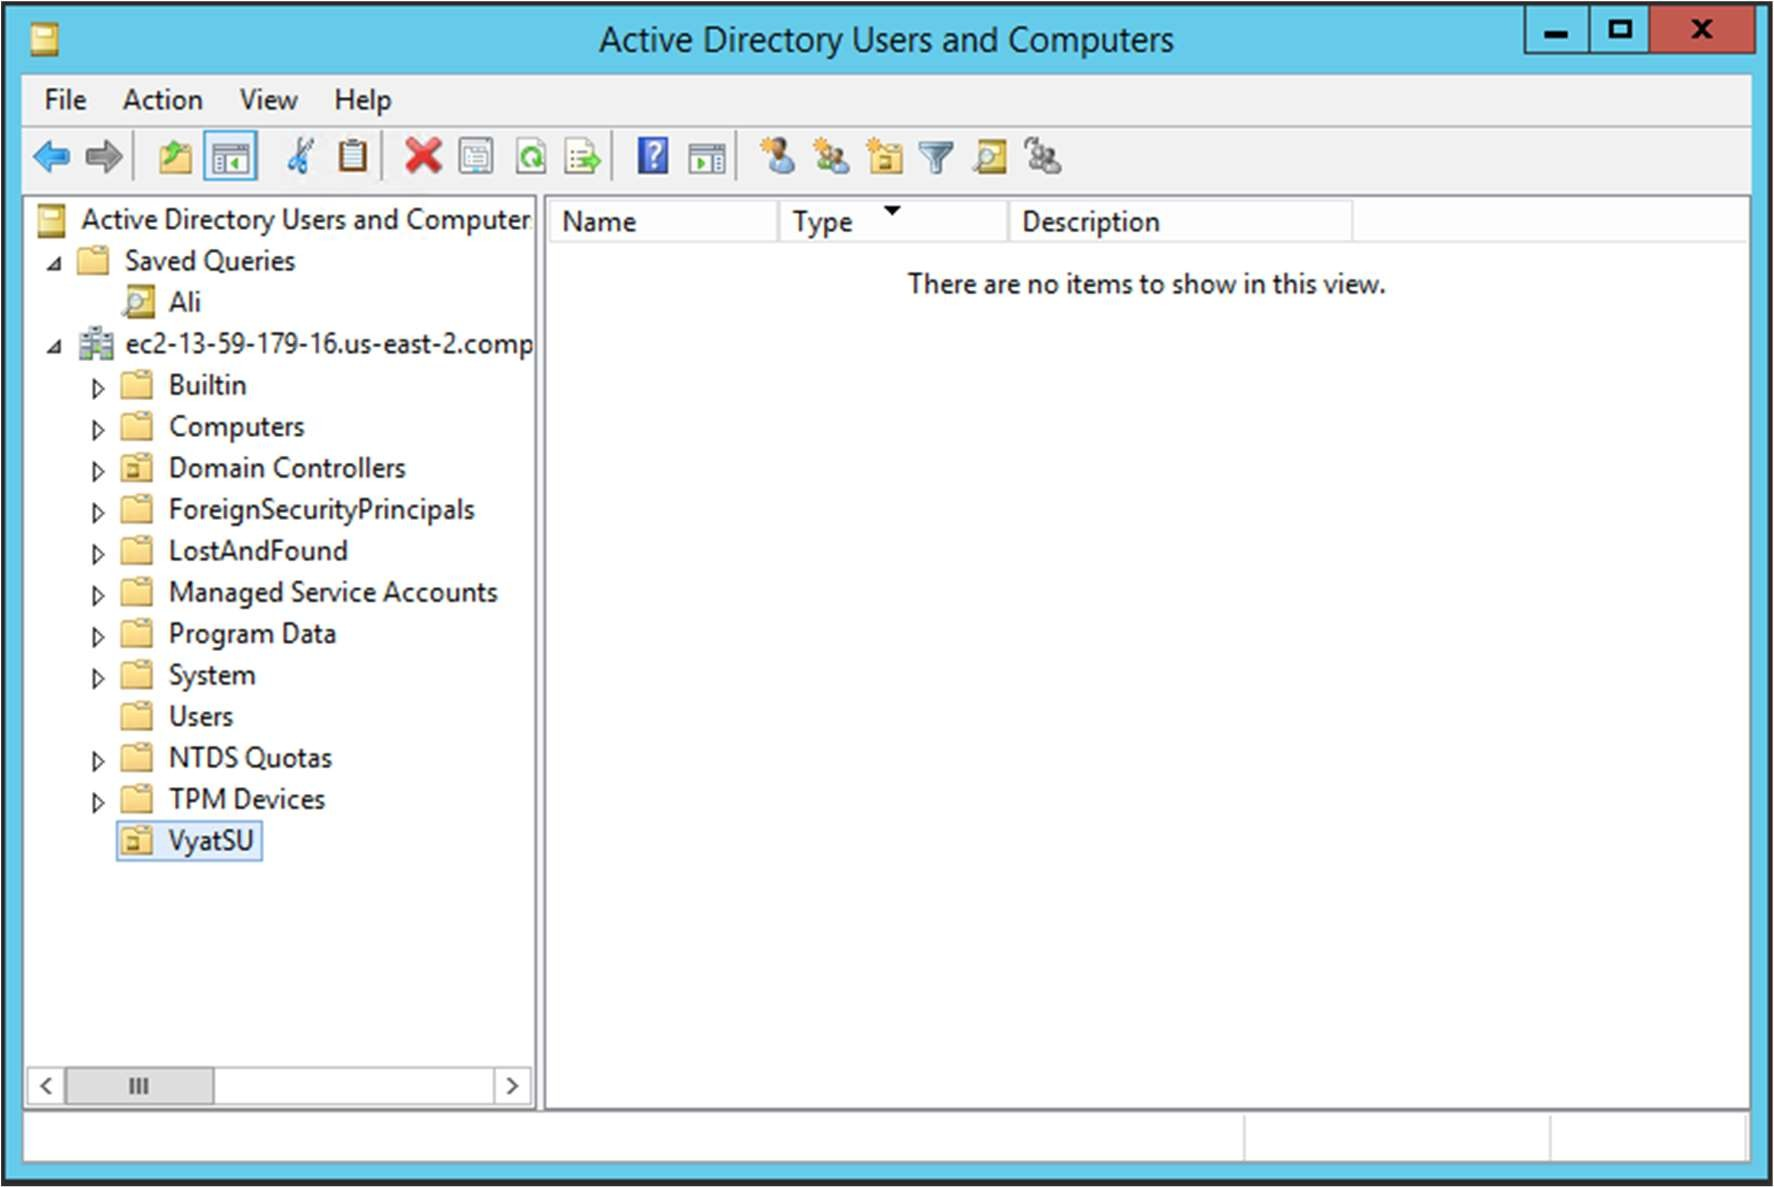 Active Directory Users and Computers
File Action View Help
Active Directory Users and Computer
Saved Queries
Ali
ec2-13-59-179-16.us-east-2.comp
Builtin
Computers
Domain Controllers
ForeignSecurityPrincipals
LostAndFound
Managed Service Accounts
Program Data
System
Users
NTDS Quotas
TPM Devices
VyatSU
Name Type Description
There are no items to show in this view.